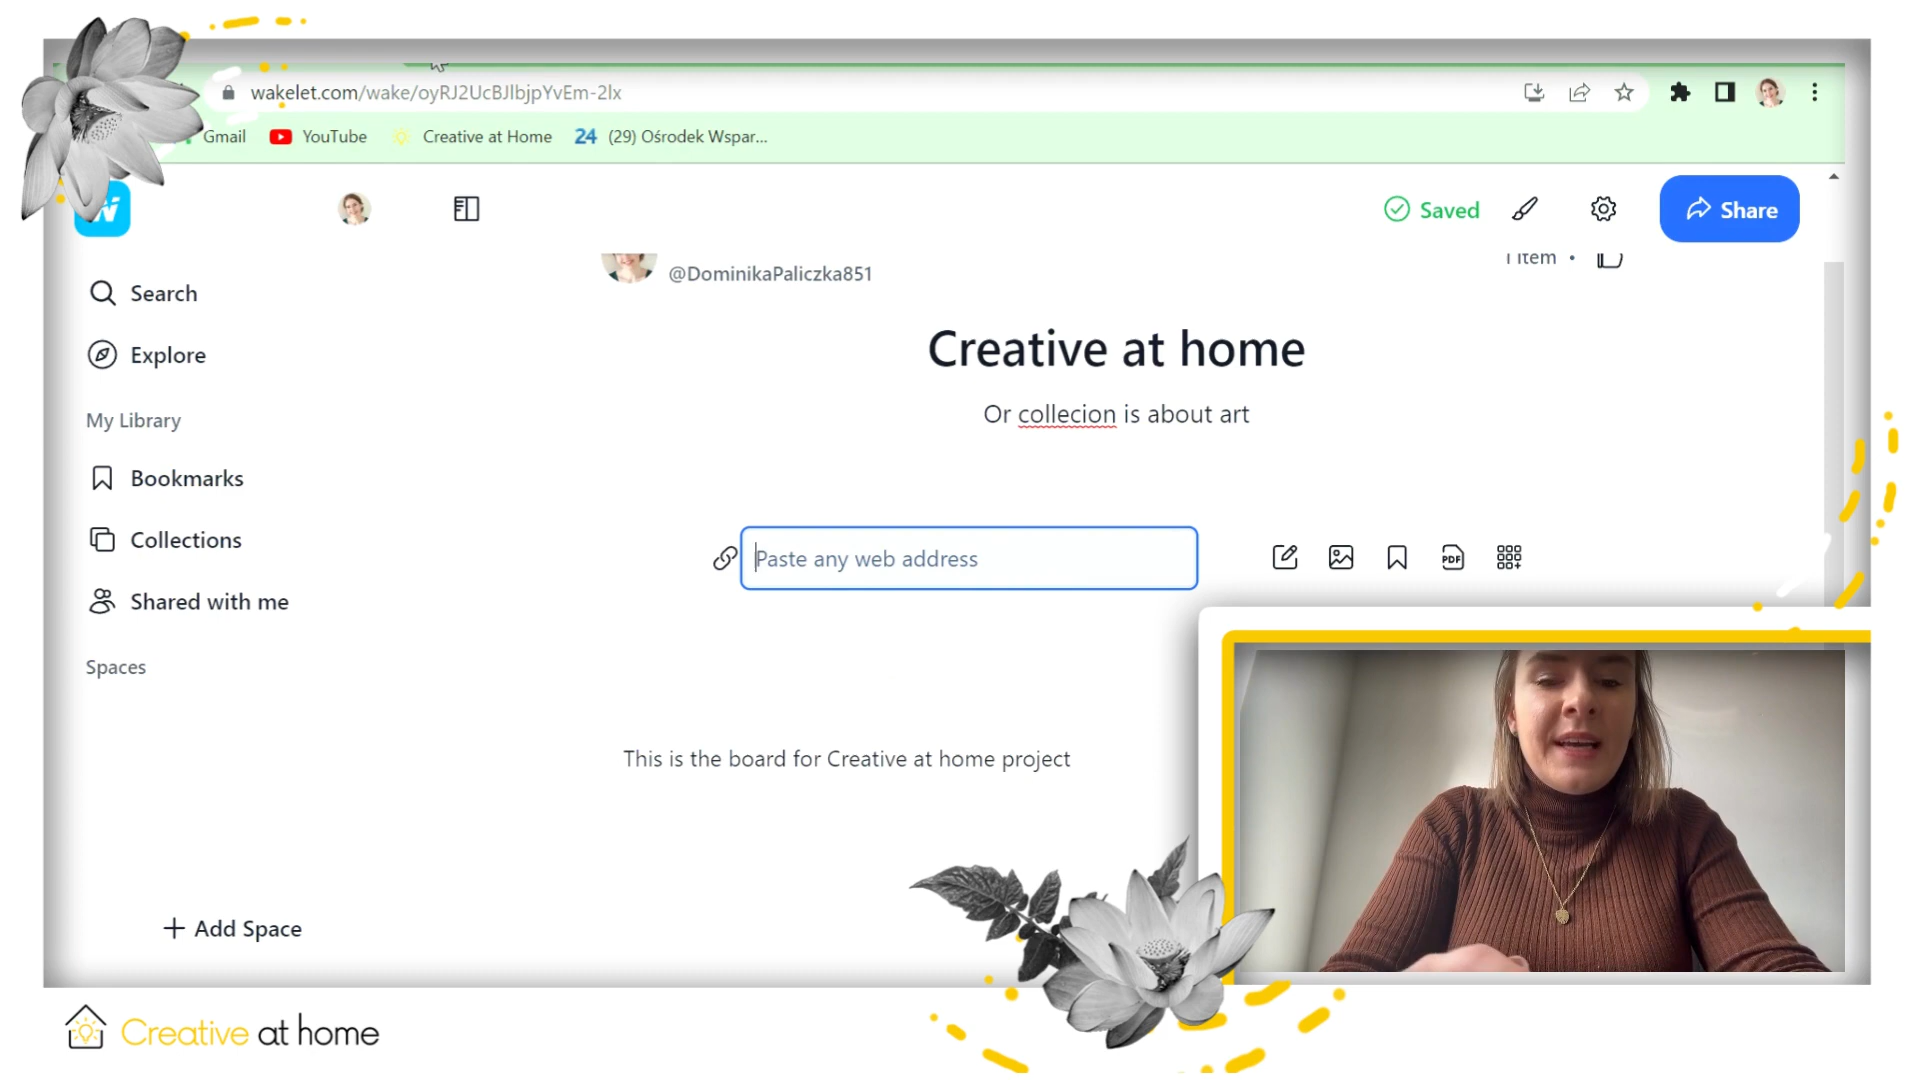 wakelet.com/wake/oyRJ2UcBJlbjpYvEm-2lx
Gmail YouTube Creative at Home 24 (29) Ośrodek Wspar...
Saved Share
@DominikaPaliczka851 1 item •
Search
Explore
My Library
Bookmarks
Collections
Shared with me
Spaces
Add Space
Creative at home
Or collecion is about art
Paste any web address
PDF
This is the board for Creative at home project
Creative at home